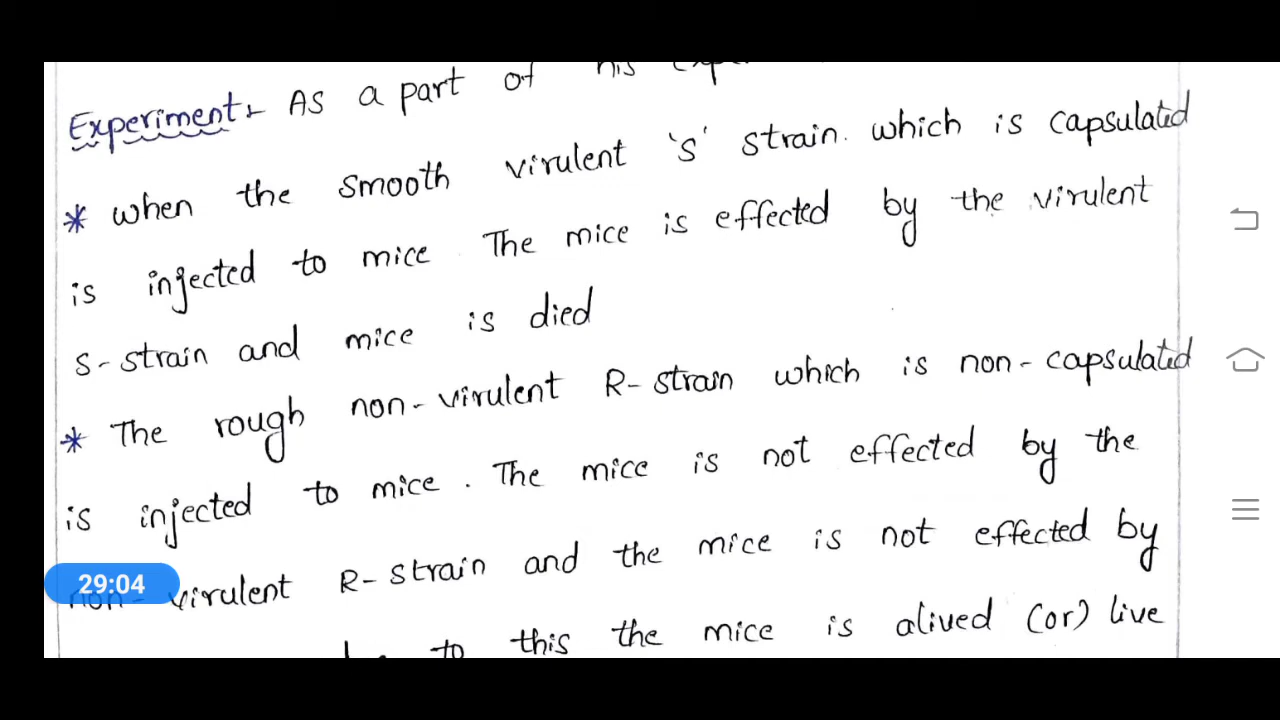 Experiment:- As a part of his
* when the smooth virulent 's' strain. which is capsulated
is injected to mice. The mice is effected by the virulent
s-strain and mice is died
* The rough non-virulent R-strain which is non-capsulated
is injected to mice. The mice is not effected by the
non-virulent R-strain and the mice is not effected by
29:04
to this the mice is alived (or) live